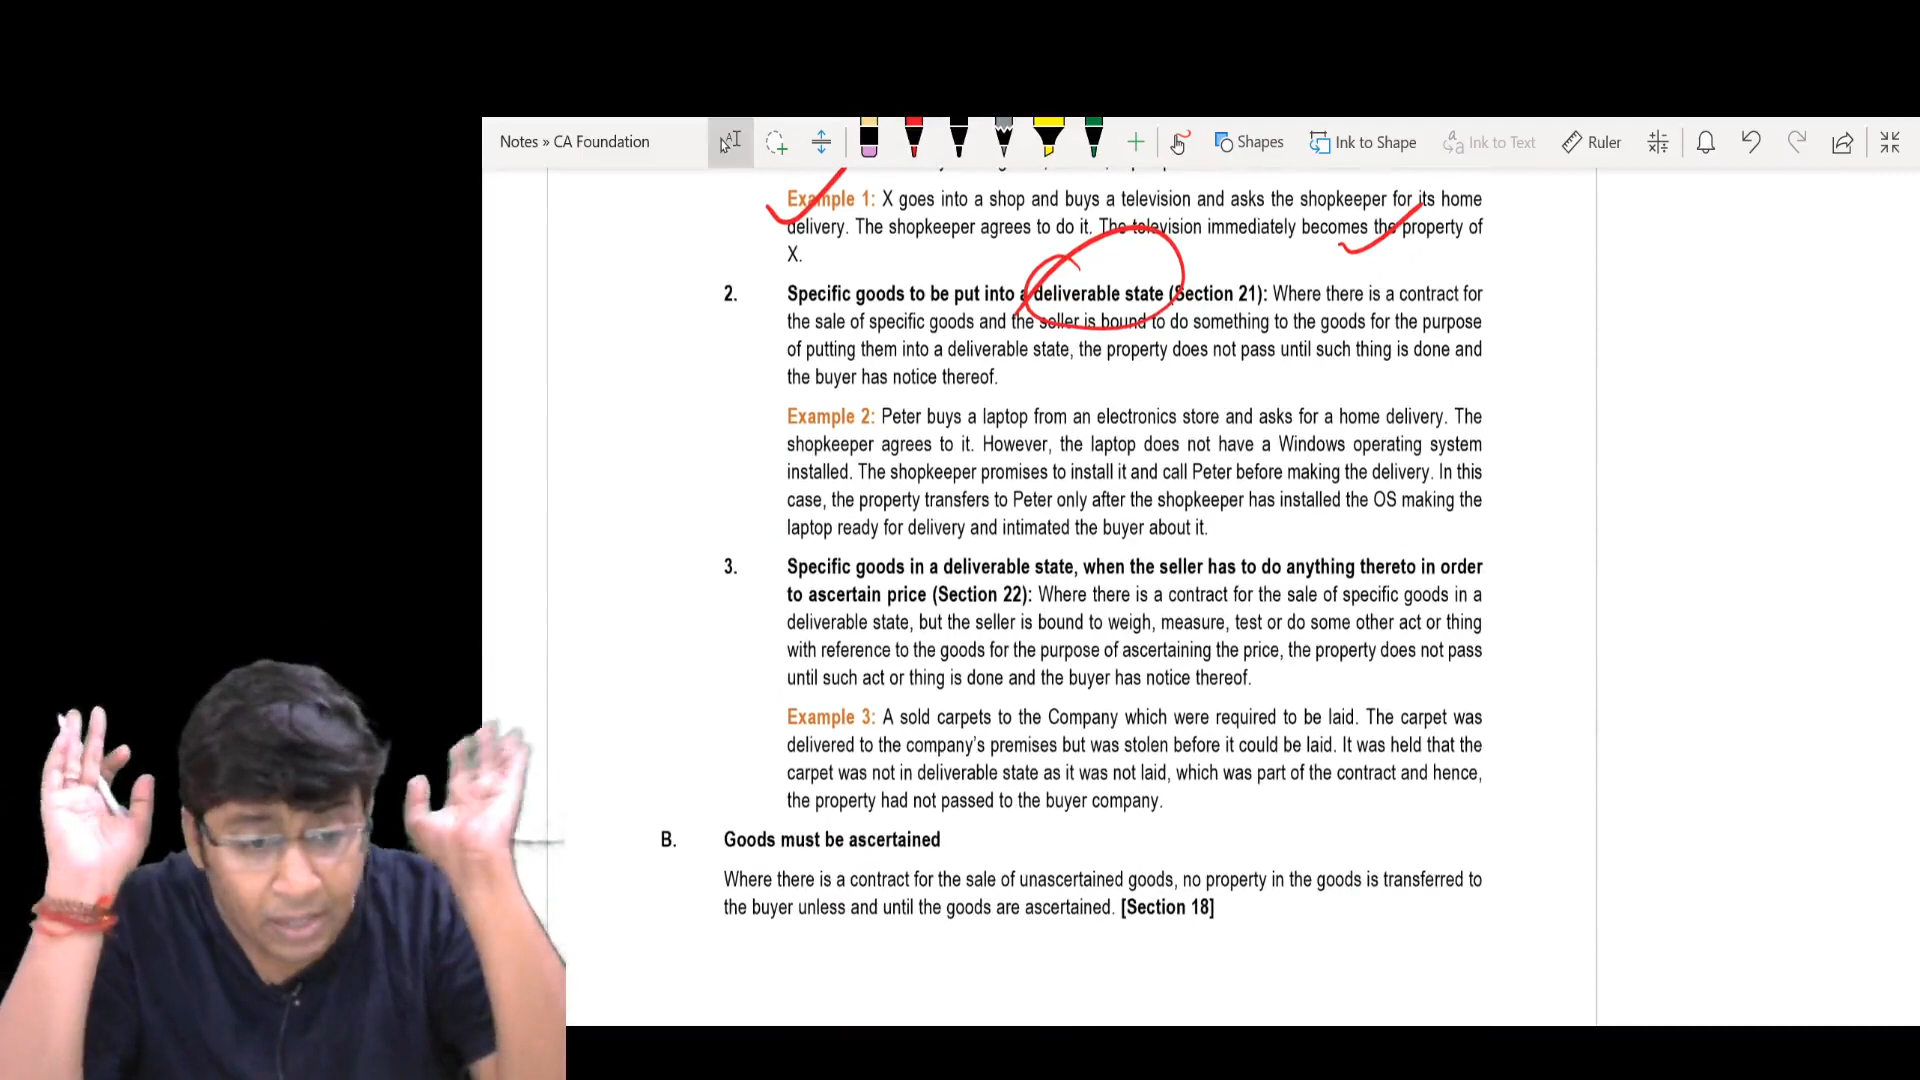 Notes » CA Foundation
Shapes
Ink to Shape
Ink to Text
Ruler
Example 1: X goes into a shop and buys a television and asks the shopkeeper for its home
delivery. The shopkeeper agrees to do it. The television immediately becomes the property of
X.
2. Specific goods to be put into a deliverable state (Section 21): Where there is a contract for
the sale of specific goods and the seller is bound to do something to the goods for the purpose
of putting them into a deliverable state, the property does not pass until such thing is done and
the buyer has notice thereof.
Example 2: Peter buys a laptop from an electronics store and asks for a home delivery. The
shopkeeper agrees to it. However, the laptop does not have a Windows operating system
installed. The shopkeeper promises to install it and call Peter before making the delivery. In this
case, the property transfers to Peter only after the shopkeeper has installed the OS making the
laptop ready for delivery and intimated the buyer about it.
3. Specific goods in a deliverable state, when the seller has to do anything thereto in order
to ascertain price (Section 22): Where there is a contract for the sale of specific goods in a
deliverable state, but the seller is bound to weigh, measure, test or do some other act or thing
with reference to the goods for the purpose of ascertaining the price, the property does not pass
until such act or thing is done and the buyer has notice thereof.
Example 3: A sold carpets to the Company which were required to be laid. The carpet was
delivered to the company's premises but was stolen before it could be laid. It was held that the
carpet was not in deliverable state as it was not laid, which was part of the contract and hence,
the property had not passed to the buyer company.
B. Goods must be ascertained
Where there is a contract for the sale of unascertained goods, no property in the goods is transferred to
the buyer unless and until the goods are ascertained. [Section 18]